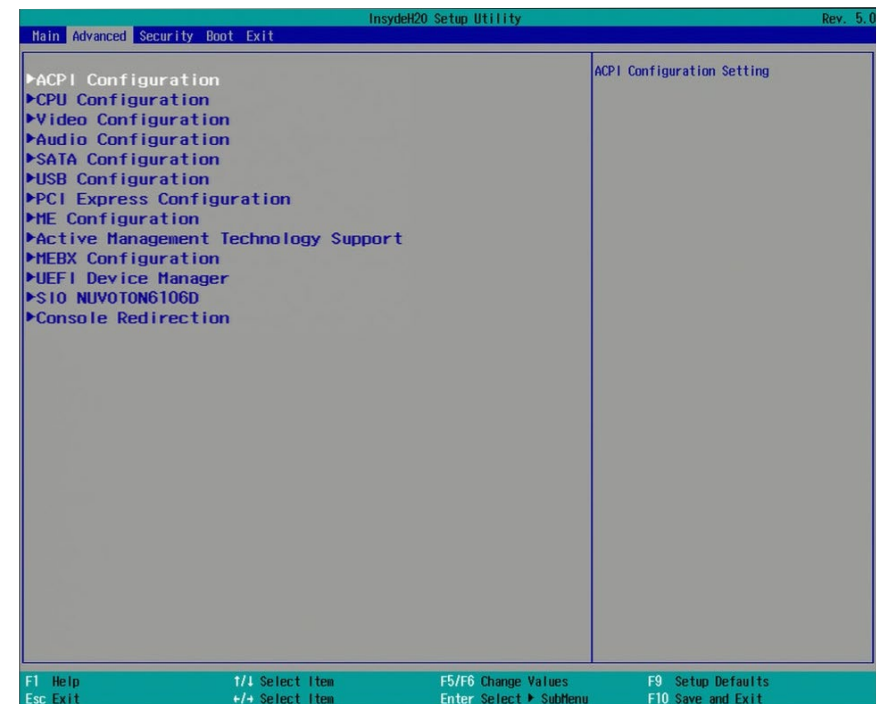 InsydeH20 Setup Utility Rev. 5.0
Main Advanced Security Boot Exit
▶ACPI Configuration
▶CPU Configuration
▶Video Configuration
▶Audio Configuration
▶SATA Configuration
▶USB Configuration
▶PCI Express Configuration
▶ME Configuration
▶Active Management Technology Support
▶MEBX Configuration
▶UEFI Device Manager
▶SIO NUVOTON6106D
▶Console Redirection
ACPI Configuration Setting
F1 Help ↑/↓ Select Item F5/F6 Change Values F9 Setup Defaults
Esc Exit ←/→ Select Item Enter Select ▶ SubMenu F10 Save and Exit